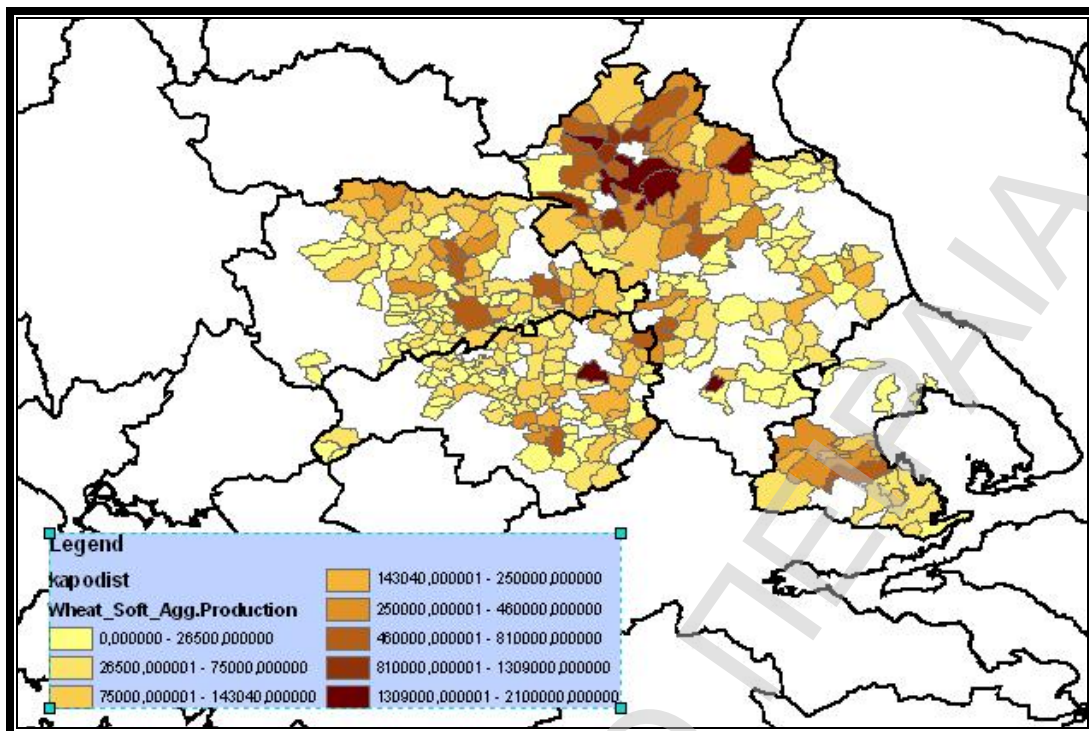 Legend
kapodist
Wheat_Soft_Agg.Production
0,000000 - 26500,000000
26500,000001 - 75000,000000
75000,000001 - 143040,000000
143040,000001 - 250000,000000
250000,000001 - 460000,000000
460000,000001 - 810000,000000
810000,000001 - 1309000,000000
1309000,000001 - 2100000,000000
ΠΕΙΡΑΙΑ